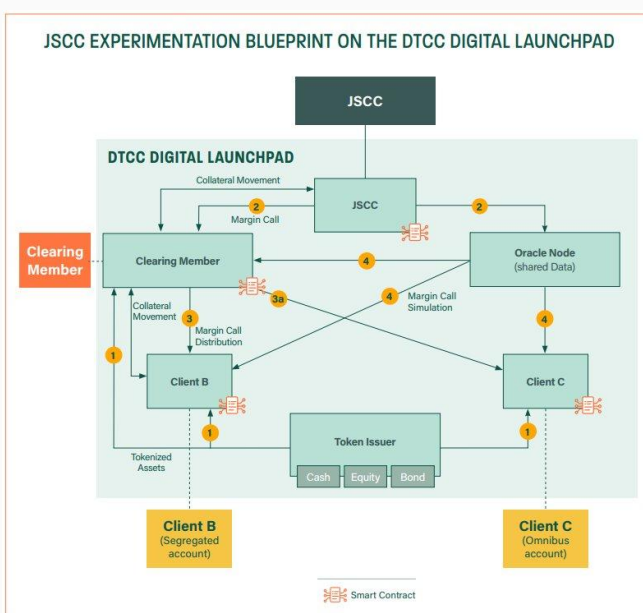 JSCC EXPERIMENTATION BLUEPRINT ON THE DTCC DIGITAL LAUNCHPAD
JSCC
DTCC DIGITAL LAUNCHPAD
Collateral Movement
JSCC
2
2
Margin Call
Clearing
Member
Clearing Member
4
Oracle Node
(shared Data)
3a
Collateral
Movement
3
4
Margin Call
Simulation
4
Margin Call
Distribution
1
Client B
Client C
1
1
Token Issuer
Tokenized
Assets
Cash
Equity
Bond
Client B
(Segregated
account)
Client C
(Omnibus
account)
Smart Contract